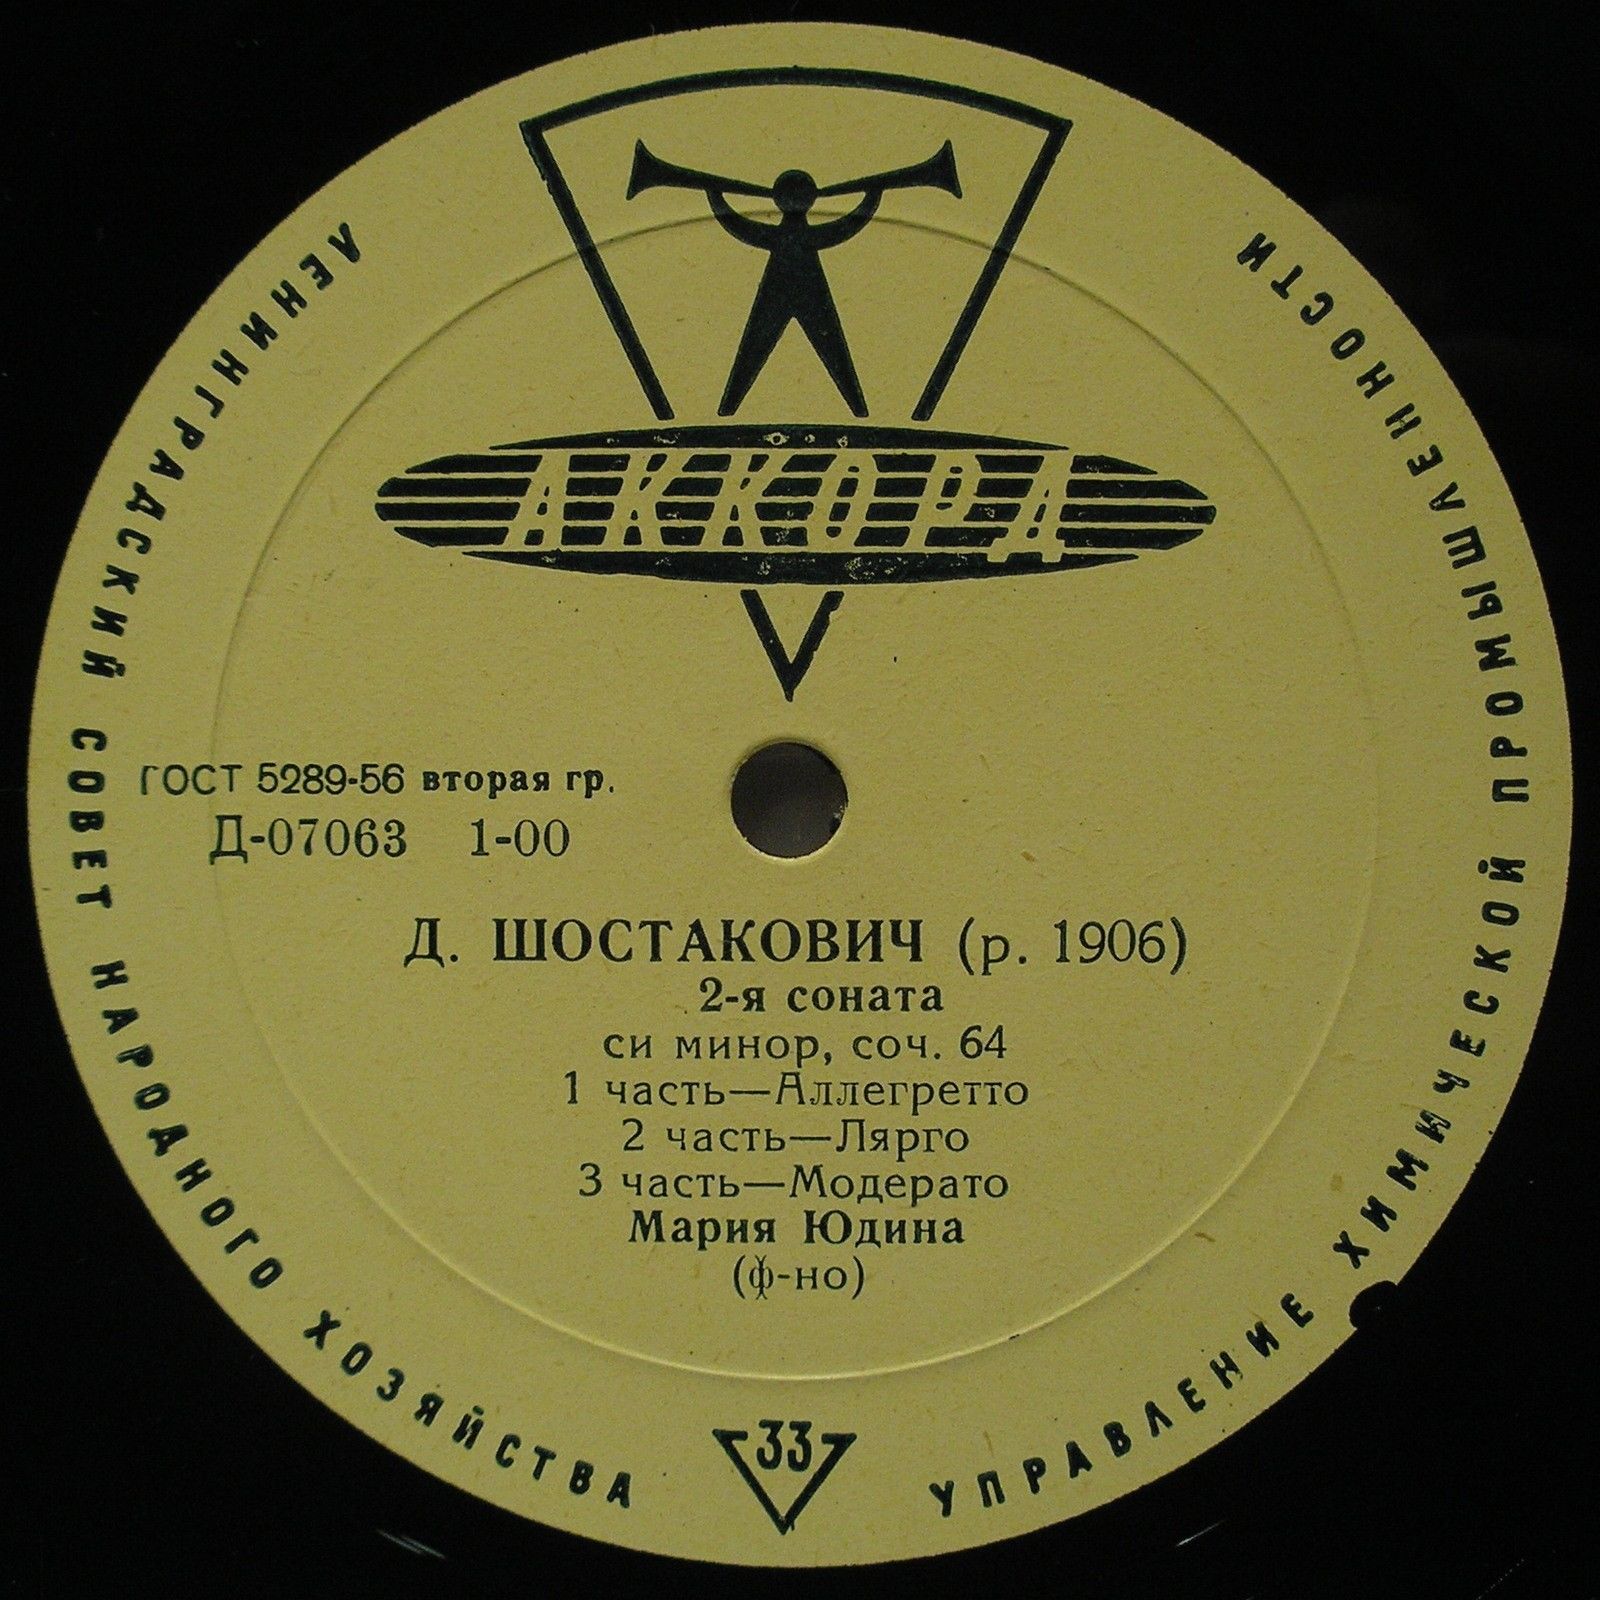 АККОРД
ЛЕНИНГРАДСКИЙ СОВЕТ НАРОДНОГО ХОЗЯЙСТВА
УПРАВЛЕНИЕ ХИМИЧЕСКОЙ ПРОМЫШЛЕННОСТИ
ГОСТ 5289-56 вторая гр.
Д-07063 1-00
Д. ШОСТАКОВИЧ (р. 1906)
2-я соната
си минор, соч. 64
1 часть—Аллегретто
2 часть—Лярго
3 часть—Модерато
Мария Юдина
(ф-но)
33